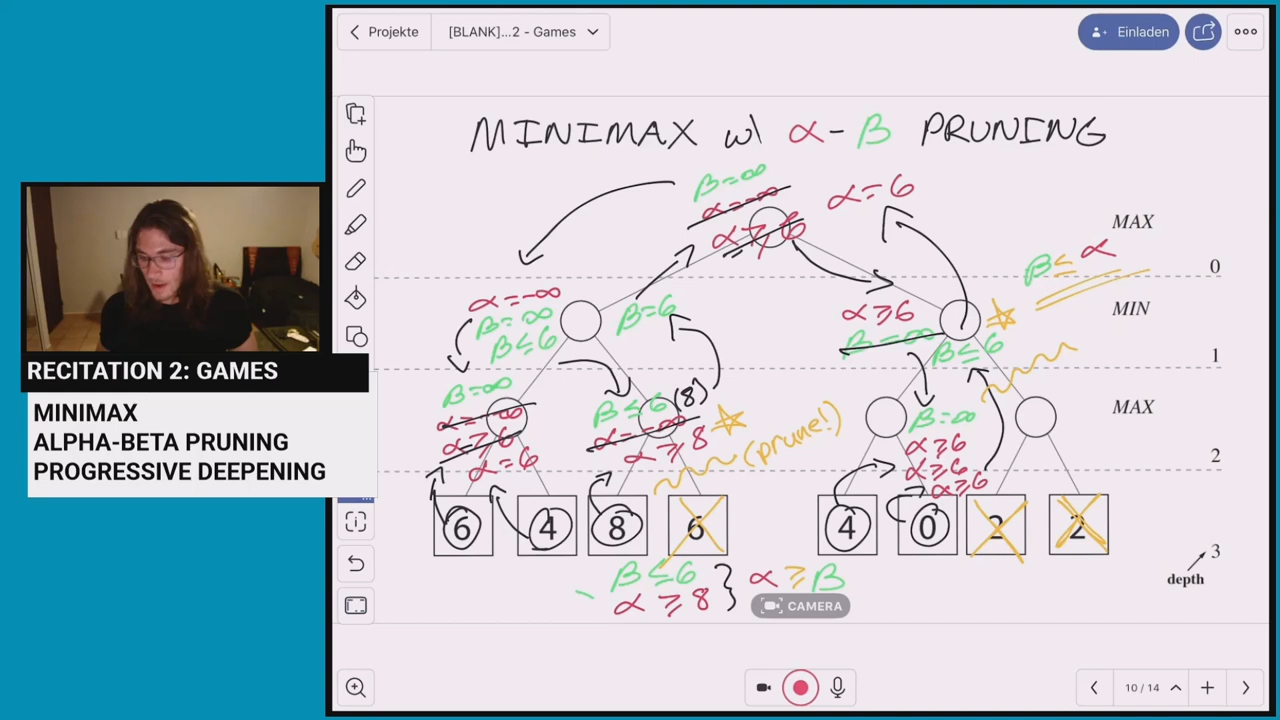 Projekte
[BLANK]...2 - Games
Einladen
MINIMAX w/ α-β PRUNING
β=∞
α=-∞
α≥6
α=6
MAX
β≤α
0
α=-∞
β=∞
β≤6
β=6
α≥6
β=∞
β≤6
MIN
1
β=∞
α=-∞
α≥6
α=6
β≤6 (8)
α=-∞
α≥8
(prune!)
β=∞
α≥6
α≥6
α≥6
MAX
2
6 4 8 6 4 0 2 2
3
depth
β≤6
α≥8
} α≥β
CAMERA
10 / 14
RECITATION 2: GAMES
MINIMAX
ALPHA-BETA PRUNING
PROGRESSIVE DEEPENING